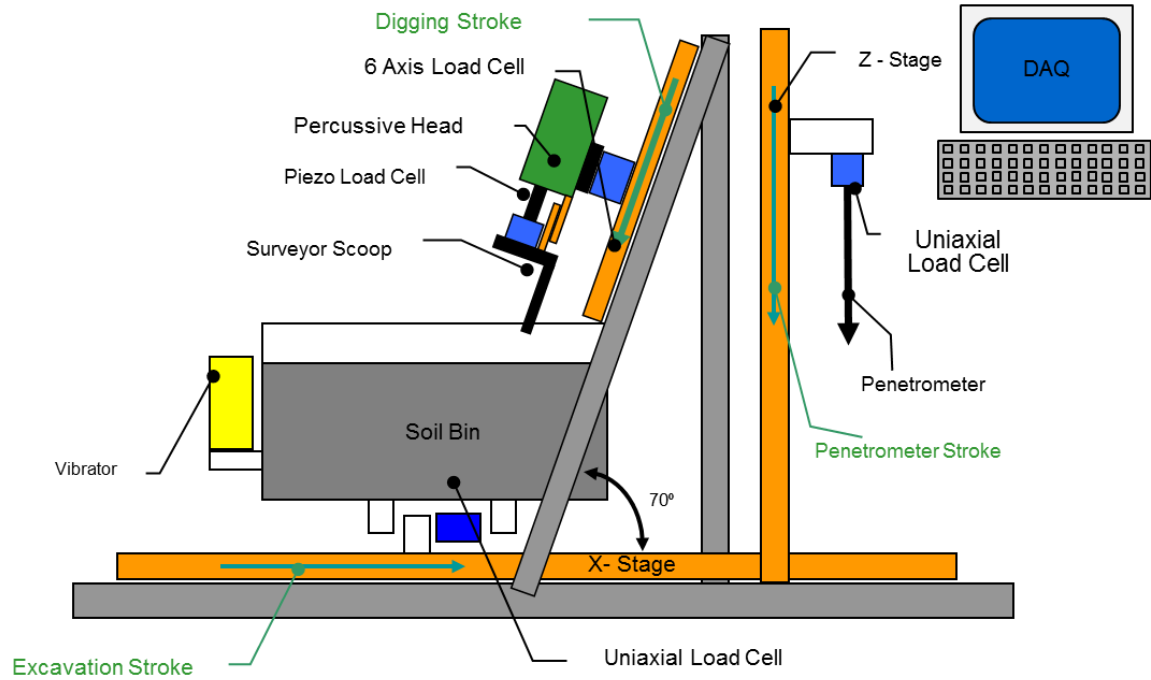 Digging Stroke
6 Axis Load Cell
Z - Stage
DAQ
Percussive Head
Piezo Load Cell
Surveyor Scoop
Uniaxial
Load Cell
Penetrometer
Soil Bin
Penetrometer Stroke
Vibrator
70º
X- Stage
Excavation Stroke
Uniaxial Load Cell